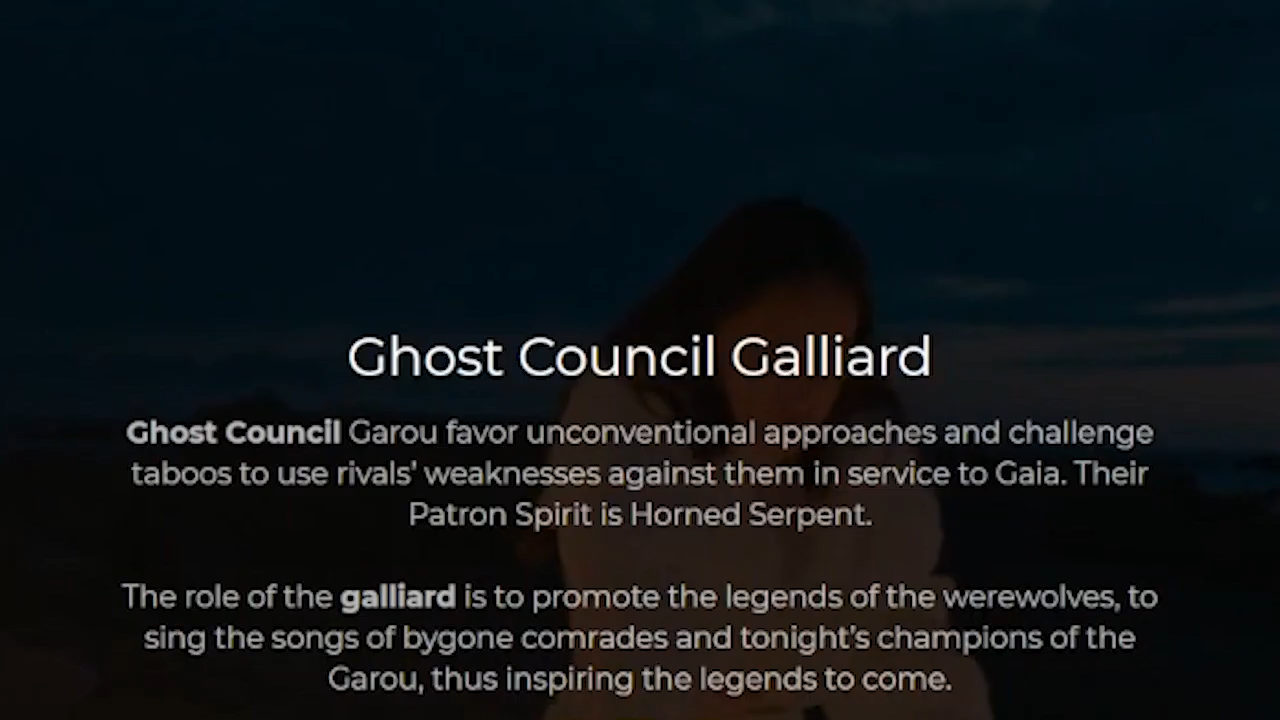 Ghost Council Galliard
Ghost Council Garou favor unconventional approaches and challenge
taboos to use rivals' weaknesses against them in service to Gaia. Their
Patron Spirit is Horned Serpent.
The role of the galliard is to promote the legends of the werewolves, to
sing the songs of bygone comrades and tonight's champions of the
Garou, thus inspiring the legends to come.